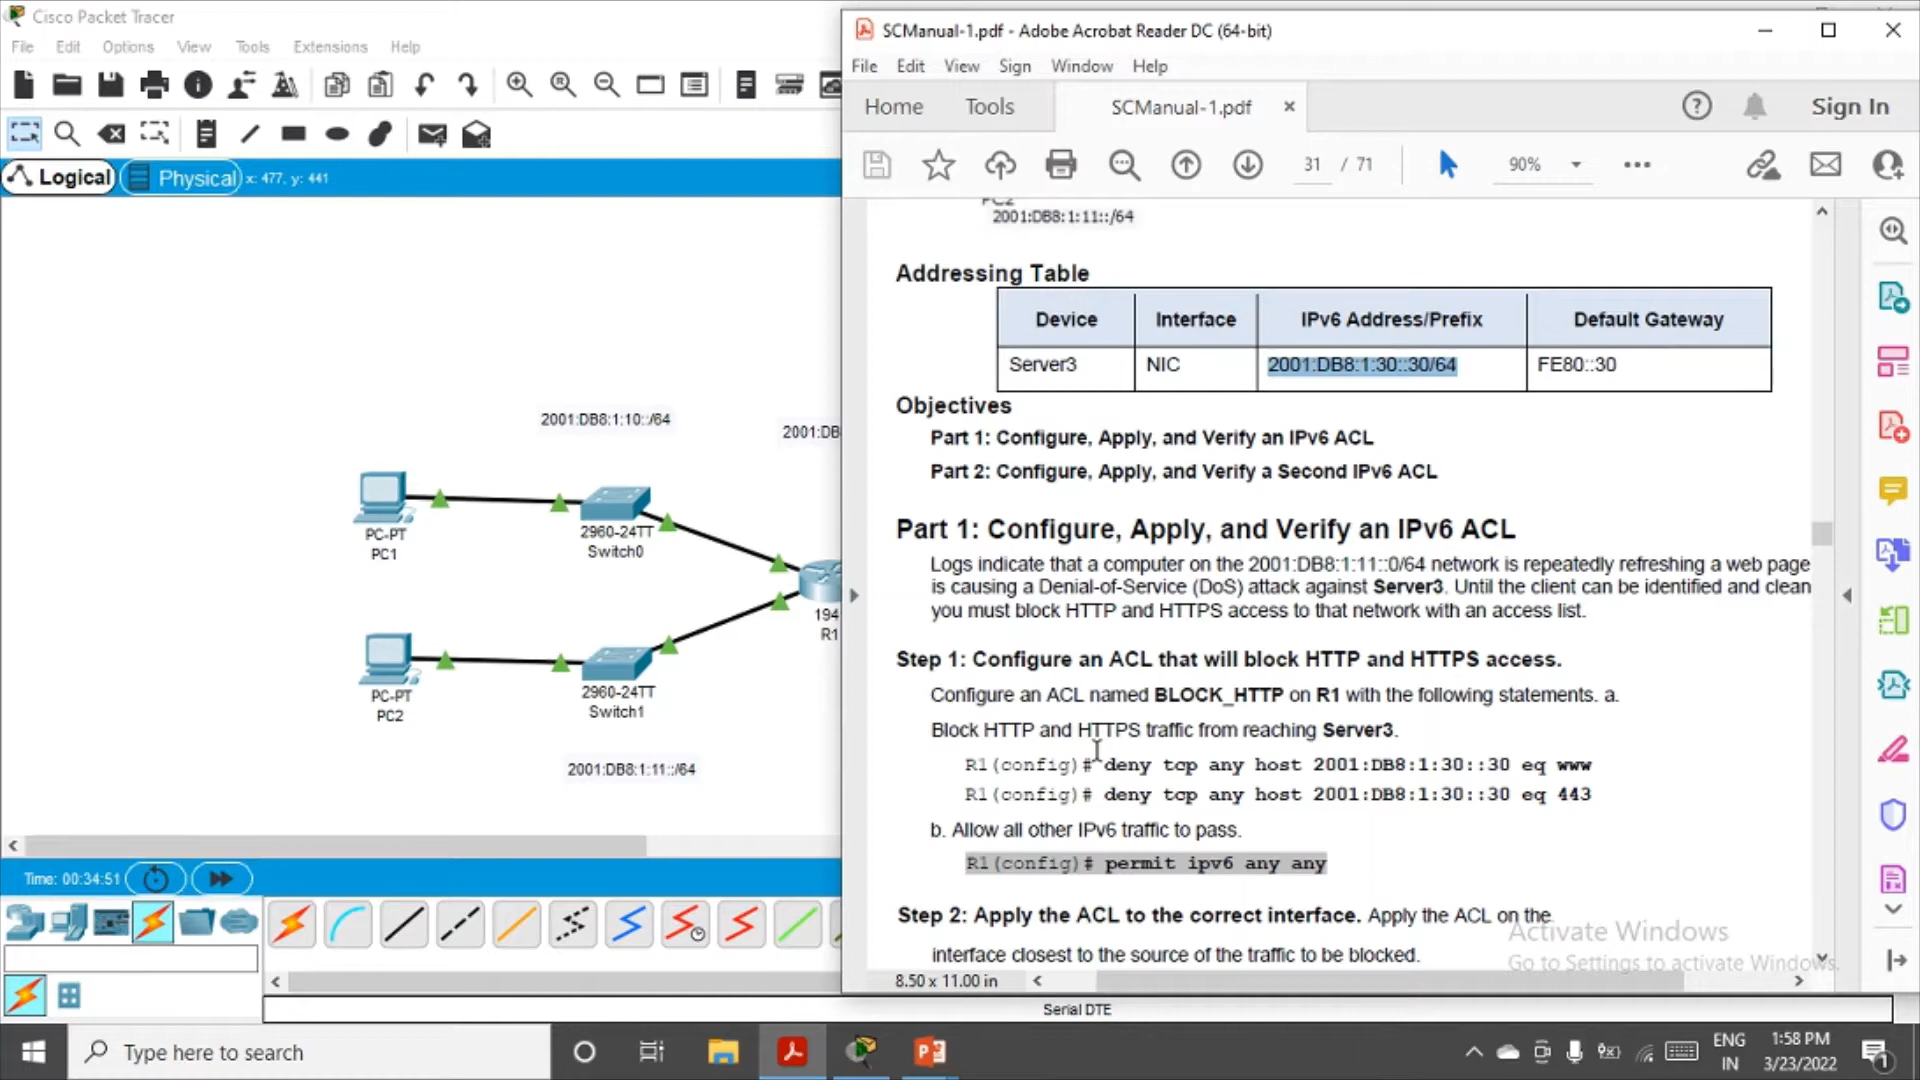 Cisco Packet Tracer
File Edit Options View Tools Extensions Help
Logical Physical x: 477, y: 441
2001:DB8:1:10::/64
2001:DB
PC-PT
PC1
2960-24TT
Switch0
194
R1
PC-PT
PC2
2960-24TT
Switch1
2001:DB8:1:11::/64
Time: 00:34:51
Serial DTE
SCManual-1.pdf - Adobe Acrobat Reader DC (64-bit)
File Edit View Sign Window Help
Home Tools SCManual-1.pdf Sign In
31 / 71 90%
PC2
2001:DB8:1:11::/64
Addressing Table
Device Interface IPv6 Address/Prefix Default Gateway
Server3 NIC 2001:DB8:1:30::30/64 FE80::30
Objectives
Part 1: Configure, Apply, and Verify an IPv6 ACL
Part 2: Configure, Apply, and Verify a Second IPv6 ACL
Part 1: Configure, Apply, and Verify an IPv6 ACL
Logs indicate that a computer on the 2001:DB8:1:11::0/64 network is repeatedly refreshing a web page
is causing a Denial-of-Service (DoS) attack against Server3. Until the client can be identified and clean
you must block HTTP and HTTPS access to that network with an access list.
Step 1: Configure an ACL that will block HTTP and HTTPS access.
Configure an ACL named BLOCK_HTTP on R1 with the following statements. a.
Block HTTP and HTTPS traffic from reaching Server3.
R1(config)# deny tcp any host 2001:DB8:1:30::30 eq www
R1(config)# deny tcp any host 2001:DB8:1:30::30 eq 443
b. Allow all other IPv6 traffic to pass.
R1(config)# permit ipv6 any any
Step 2: Apply the ACL to the correct interface. Apply the ACL on the
interface closest to the source of the traffic to be blocked.
8.50 x 11.00 in
Activate Windows
Go to Settings to activate Windows.
Type here to search
ENG
IN
1:58 PM
3/23/2022
1